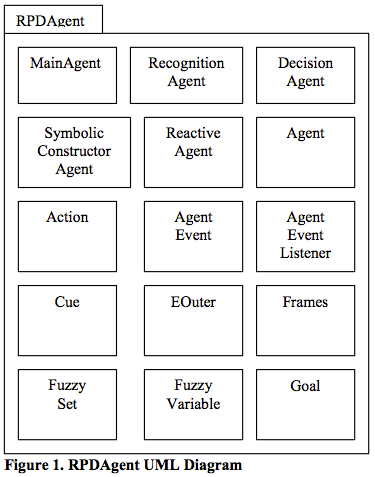 RPDAgent
MainAgent
Recognition
Agent
Decision
Agent
Symbolic
Constructor
Agent
Reactive
Agent
Agent
Action
Agent
Event
Agent
Event
Listener
Cue
EOuter
Frames
Fuzzy
Set
Fuzzy
Variable
Goal
Figure 1. RPDAgent UML Diagram